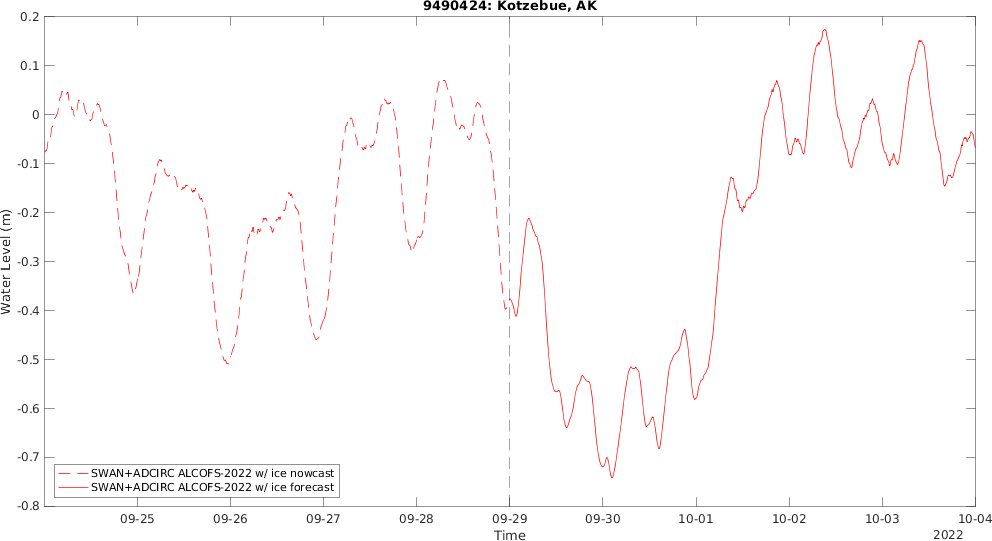 9490424: Kotzebue, AK
0.2
0.1
0
-0.1
-0.2
-0.3
-0.4
-0.5
-0.6
-0.7
-0.8
Water Level (m)
SWAN+ADCIRC ALCOFS-2022 w/ ice nowcast
SWAN+ADCIRC ALCOFS-2022 w/ ice forecast
09-25 09-26 09-27 09-28 09-29 09-30 10-01 10-02 10-03 10-04
Time
2022